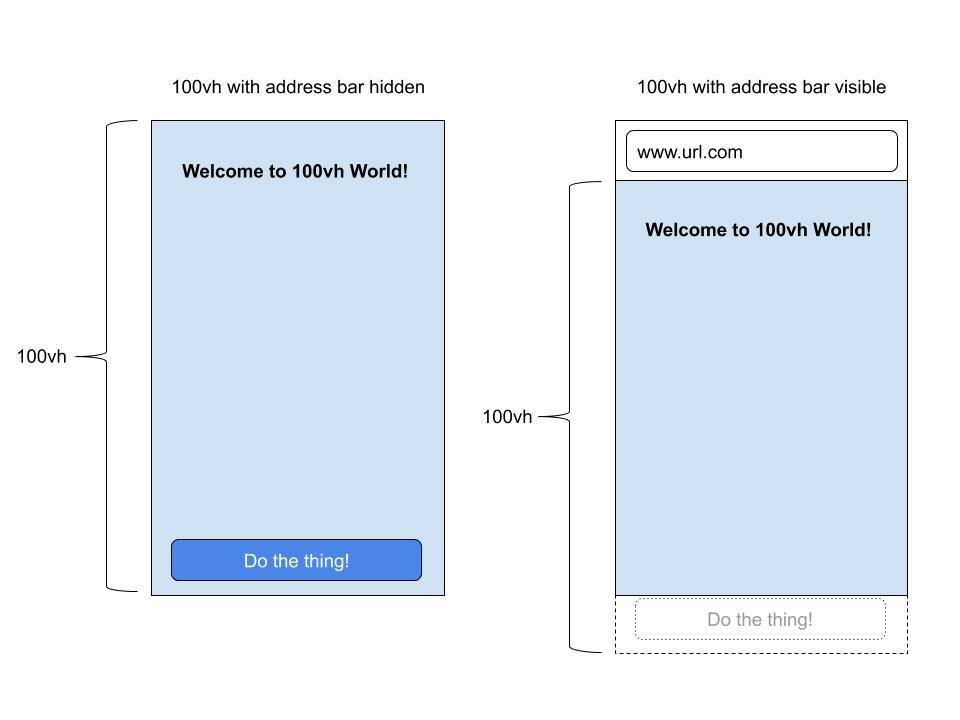 100vh with address bar hidden
Welcome to 100vh World!
100vh
Do the thing!
100vh with address bar visible
www.url.com
Welcome to 100vh World!
100vh
Do the thing!